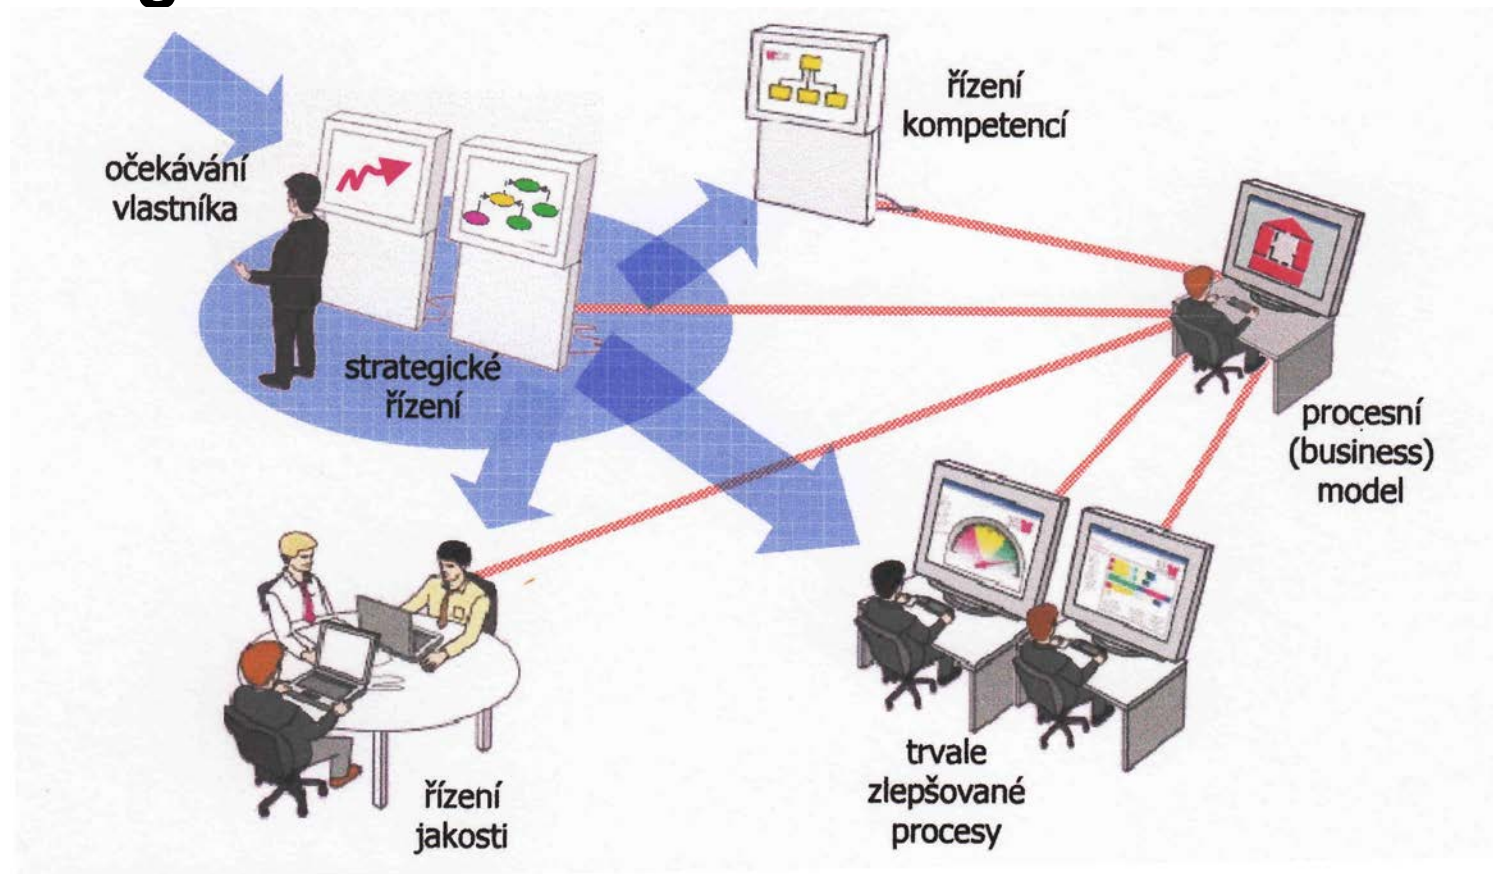 očekávání
vlastníka
strategické
řízení
řízení
kompetencí
procesní
(business)
model
řízení
jakosti
trvale
zlepšované
procesy